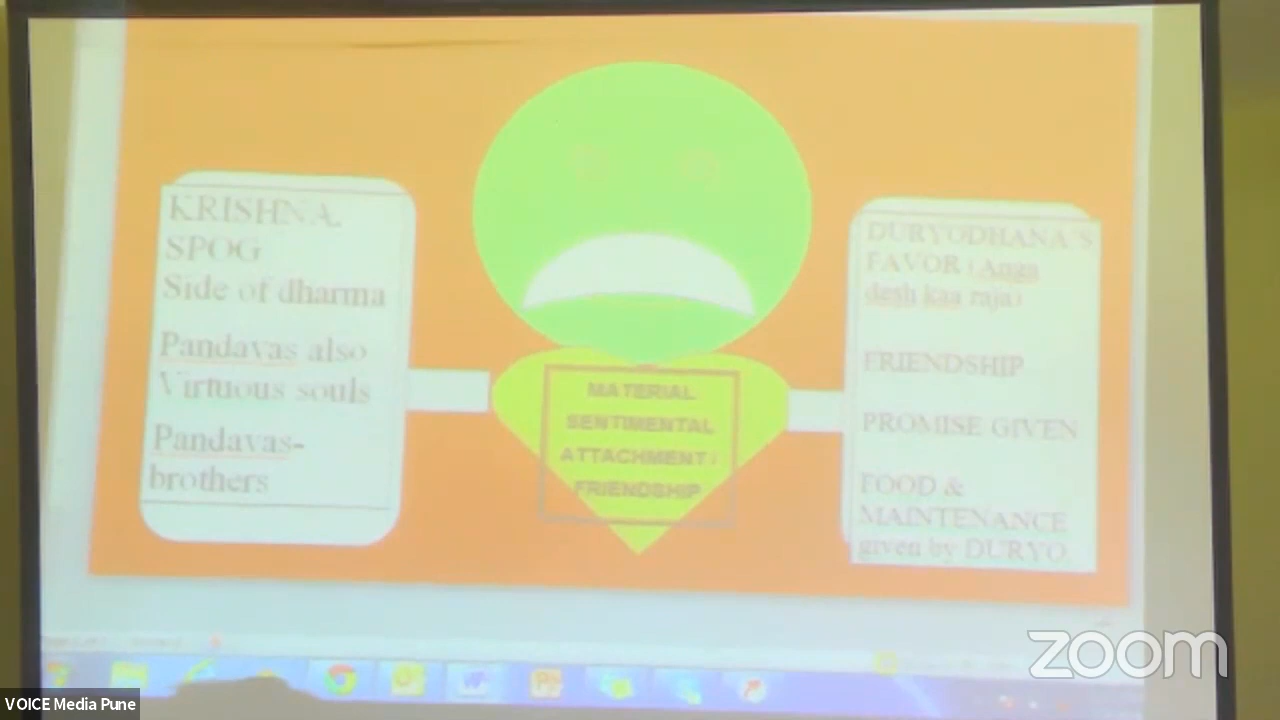 KRISHNA,
SPOG
Side of dharma
Pandavas also
Virtuous souls
Pandavas-
brothers
MATERIAL
SENTIMENTAL
ATTACHMENT/
FRIENDSHIP
DURYODHANA'S
FAVOR (Anga
desh kaa raja)
FRIENDSHIP
PROMISE GIVEN
FOOD &
MAINTENANCE
given by DURYO.
zoom
VOICE Media Pune